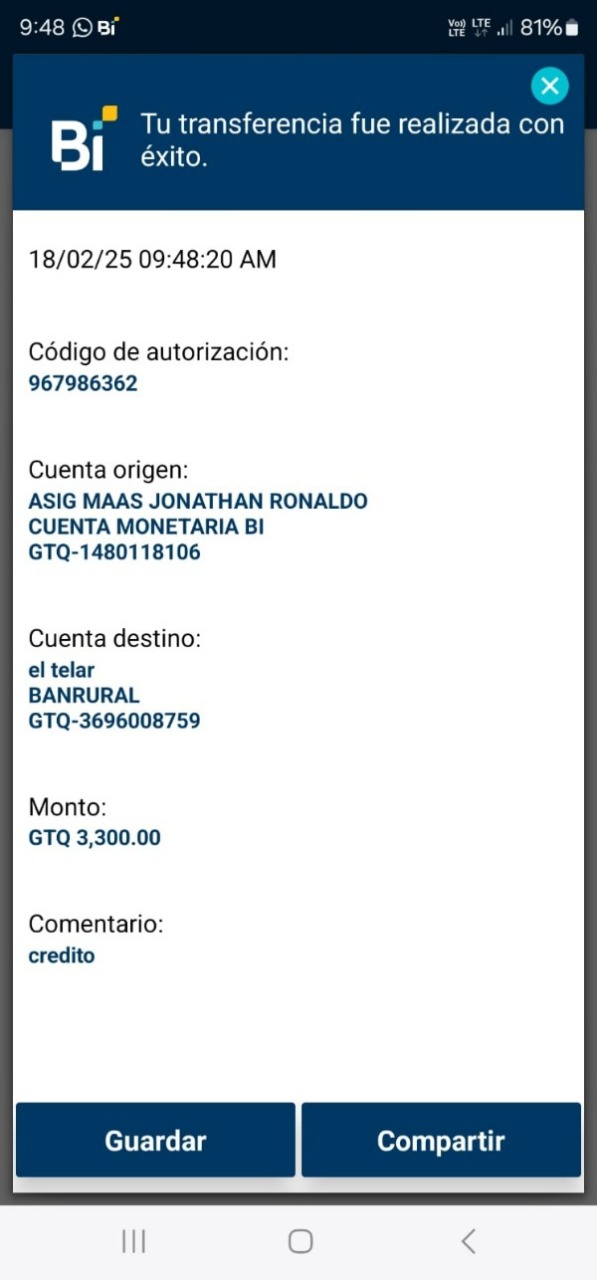 9:48 Bi Vo) LTE LTE 81%
Bi
Tu transferencia fue realizada con
éxito.
18/02/25 09:48:20 AM
Código de autorización:
967986362
Cuenta origen:
ASIG MAAS JONATHAN RONALDO
CUENTA MONETARIA BI
GTQ-1480118106
Cuenta destino:
el telar
BANRURAL
GTQ-3696008759
Monto:
GTQ 3,300.00
Comentario:
credito
Guardar Compartir